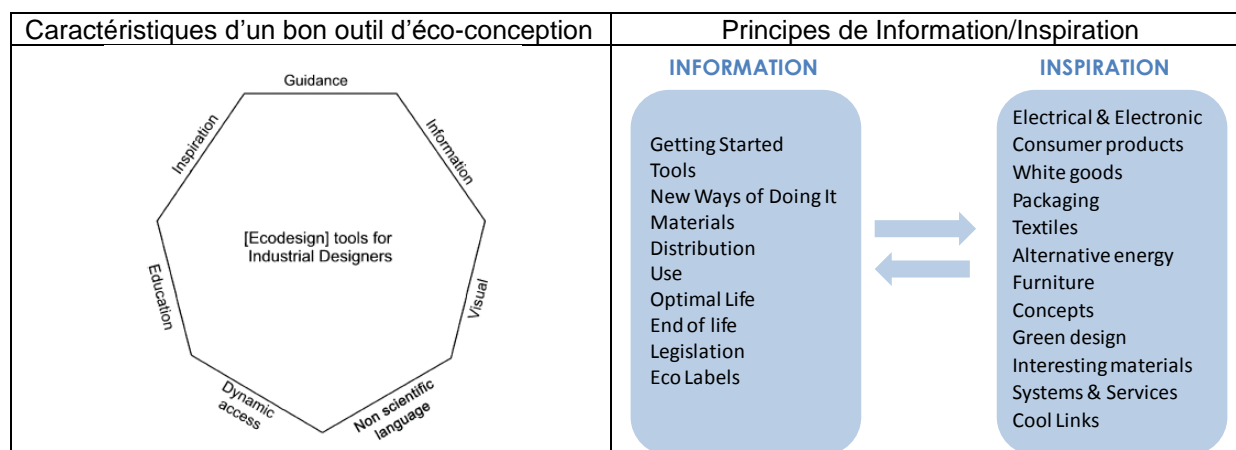 Caractéristiques d'un bon outil d'éco-conception
Principes de Information/Inspiration
Guidance
Inspiration
Information
[Ecodesign] tools for
Industrial Designers
Education
Visual
Dynamic
access
Non scientific
language
INFORMATION
Getting Started
Tools
New Ways of Doing It
Materials
Distribution
Use
Optimal Life
End of life
Legislation
Eco Labels
INSPIRATION
Electrical & Electronic
Consumer products
White goods
Packaging
Textiles
Alternative energy
Furniture
Concepts
Green design
Interesting materials
Systems & Services
Cool Links